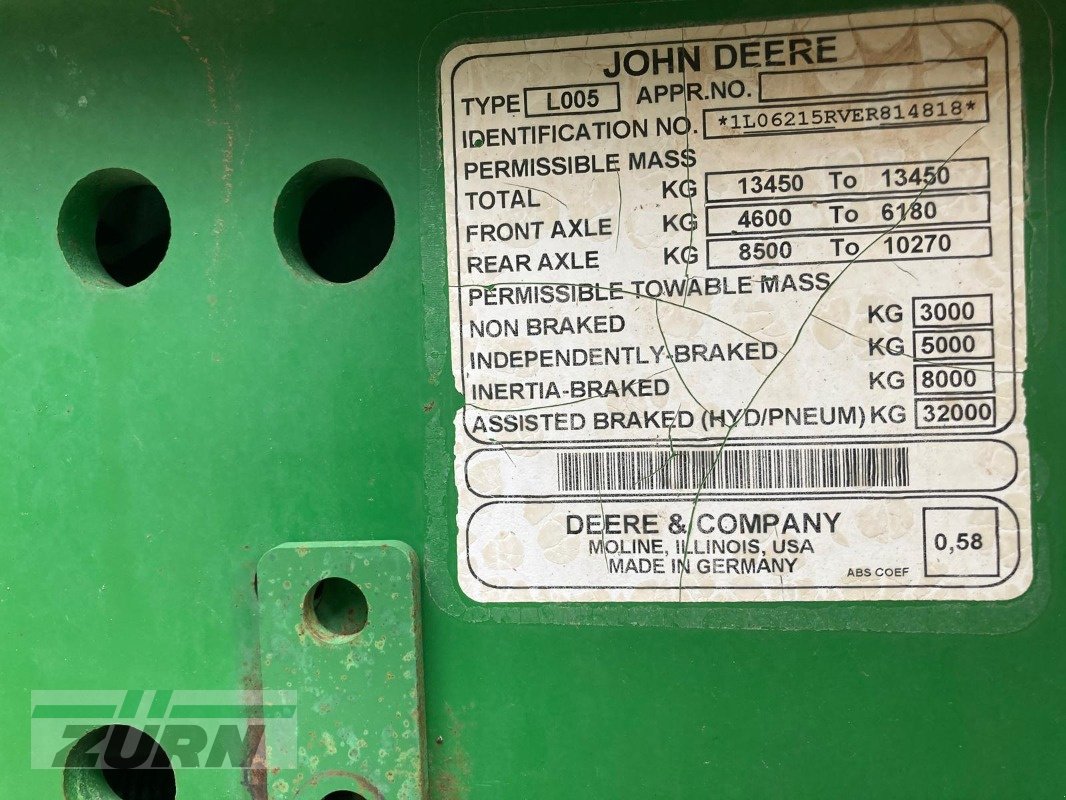 JOHN DEERE
TYPE L005 APPR.NO.
IDENTIFICATION NO. *1L06215RVER814818*
PERMISSIBLE MASS
TOTAL KG 13450 To 13450
FRONT AXLE KG 4600 To 6180
REAR AXLE KG 8500 To 10270
PERMISSIBLE TOWABLE MASS
NON BRAKED KG 3000
INDEPENDENTLY-BRAKED KG 5000
INERTIA-BRAKED KG 8000
ASSISTED BRAKED (HYD/PNEUM) KG 32000
DEERE & COMPANY
MOLINE, ILLINOIS, USA
MADE IN GERMANY
ABS COEF 0,58
ZÜRN